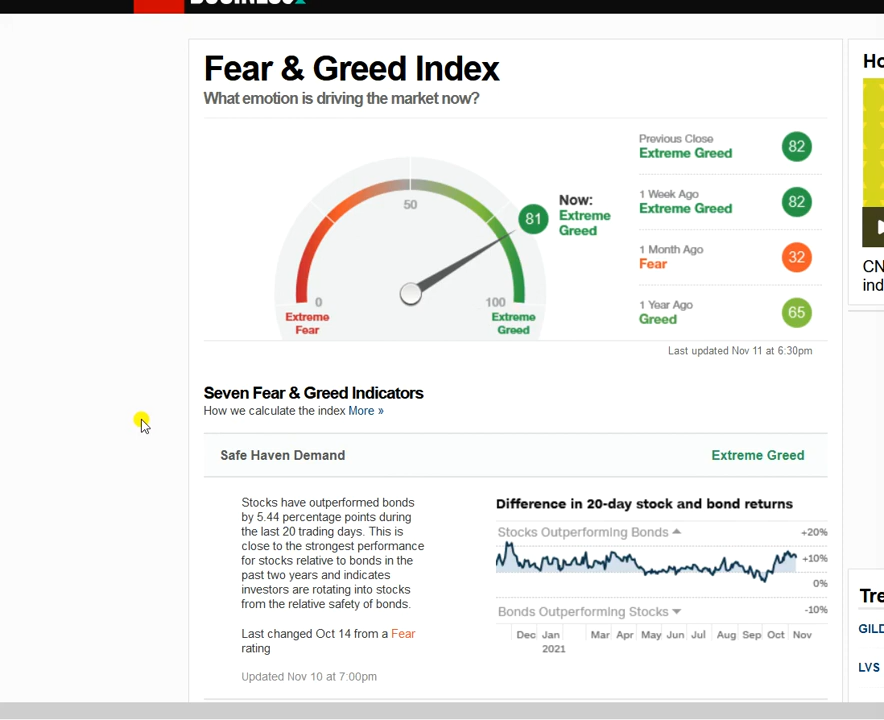 BUSINESS
Fear & Greed Index
What emotion is driving the market now?
50
0
100
Extreme
Fear
Extreme
Greed
81
Now:
Extreme
Greed
Previous Close
Extreme Greed
82
1 Week Ago
Extreme Greed
82
1 Month Ago
Fear
32
1 Year Ago
Greed
65
Last updated Nov 11 at 6:30pm
Seven Fear & Greed Indicators
How we calculate the index More »
Safe Haven Demand
Extreme Greed
Stocks have outperformed bonds
by 5.44 percentage points during
the last 20 trading days. This is
close to the strongest performance
for stocks relative to bonds in the
past two years and indicates
investors are rotating into stocks
from the relative safety of bonds.
Last changed Oct 14 from a Fear
rating
Updated Nov 10 at 7:00pm
Difference in 20-day stock and bond returns
Stocks Outperforming Bonds
+20%
+10%
0%
-10%
Bonds Outperforming Stocks
Dec Jan Mar Apr May Jun Jul Aug Sep Oct Nov
2021
CN
ind
Tre
GILD
LVS